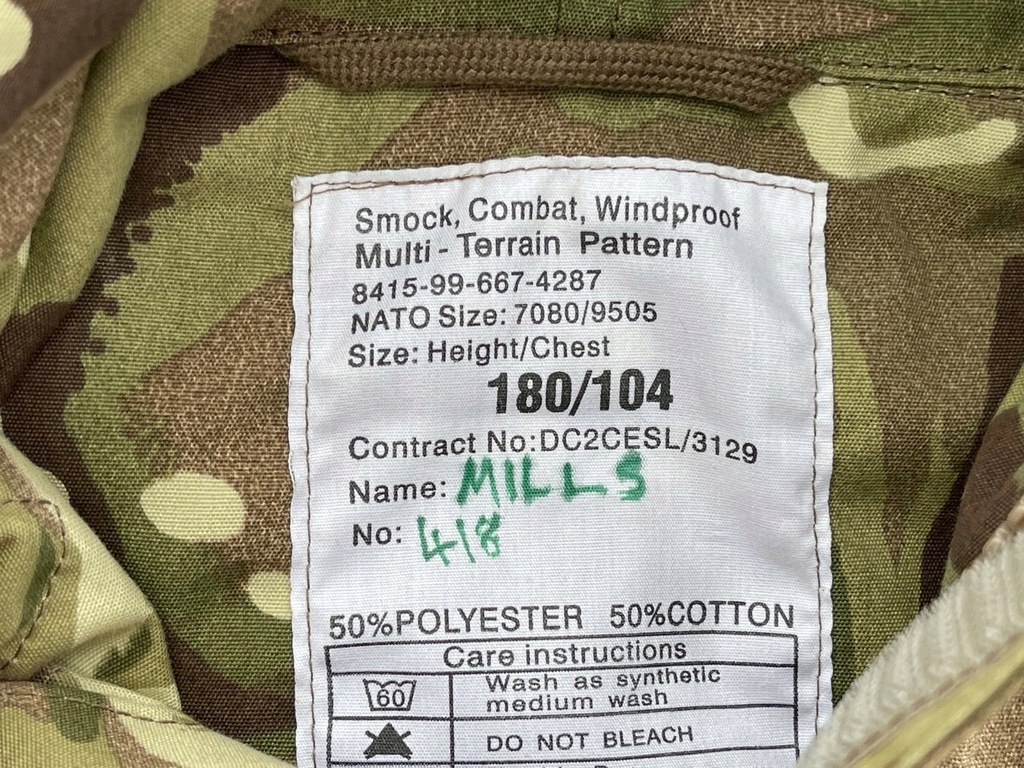 Smock, Combat, Windproof
Multi - Terrain Pattern
8415-99-667-4287
NATO Size: 7080/9505
Size: Height/Chest
180/104
Contract No:DC2CESL/3129
Name: MILLS
No: 418
50%POLYESTER 50%COTTON
Care instructions
60 Wash as synthetic
medium wash
DO NOT BLEACH